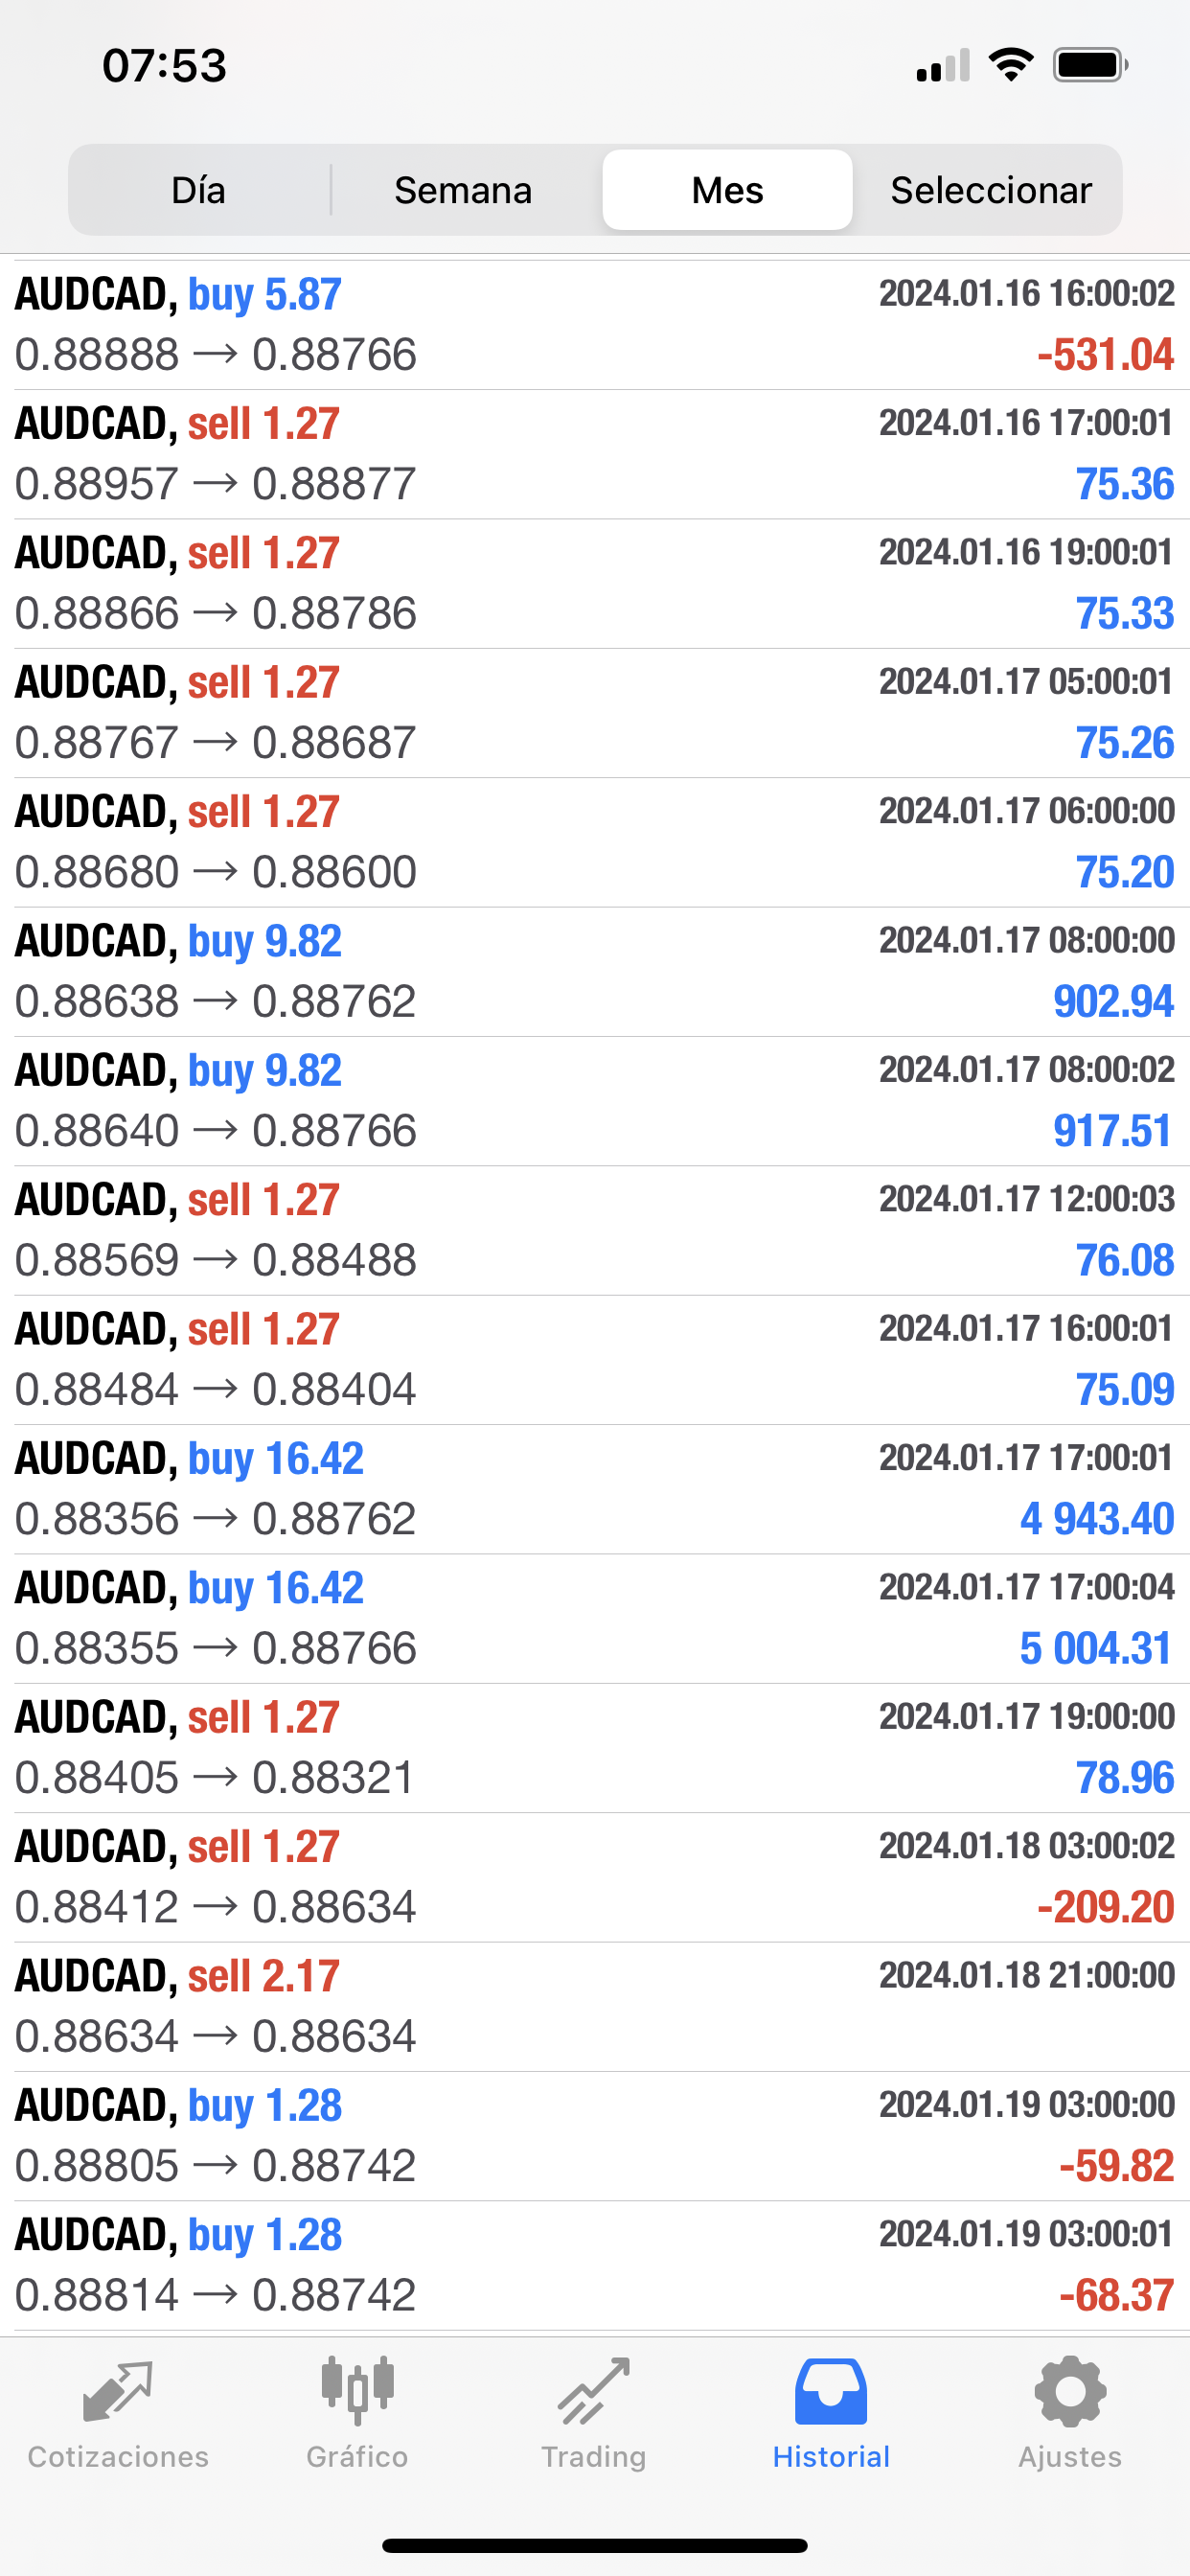 07:53
Día Semana Mes Seleccionar
AUDCAD, buy 5.87 2024.01.16 16:00:02
0.88888 → 0.88766 -531.04
AUDCAD, sell 1.27 2024.01.16 17:00:01
0.88957 → 0.88877 75.36
AUDCAD, sell 1.27 2024.01.16 19:00:01
0.88866 → 0.88786 75.33
AUDCAD, sell 1.27 2024.01.17 05:00:01
0.88767 → 0.88687 75.26
AUDCAD, sell 1.27 2024.01.17 06:00:00
0.88680 → 0.88600 75.20
AUDCAD, buy 9.82 2024.01.17 08:00:00
0.88638 → 0.88762 902.94
AUDCAD, buy 9.82 2024.01.17 08:00:02
0.88640 → 0.88766 917.51
AUDCAD, sell 1.27 2024.01.17 12:00:03
0.88569 → 0.88488 76.08
AUDCAD, sell 1.27 2024.01.17 16:00:01
0.88484 → 0.88404 75.09
AUDCAD, buy 16.42 2024.01.17 17:00:01
0.88356 → 0.88762 4 943.40
AUDCAD, buy 16.42 2024.01.17 17:00:04
0.88355 → 0.88766 5 004.31
AUDCAD, sell 1.27 2024.01.17 19:00:00
0.88405 → 0.88321 78.96
AUDCAD, sell 1.27 2024.01.18 03:00:02
0.88412 → 0.88634 -209.20
AUDCAD, sell 2.17 2024.01.18 21:00:00
0.88634 → 0.88634
AUDCAD, buy 1.28 2024.01.19 03:00:00
0.88805 → 0.88742 -59.82
AUDCAD, buy 1.28 2024.01.19 03:00:01
0.88814 → 0.88742 -68.37
Cotizaciones Gráfico Trading Historial Ajustes